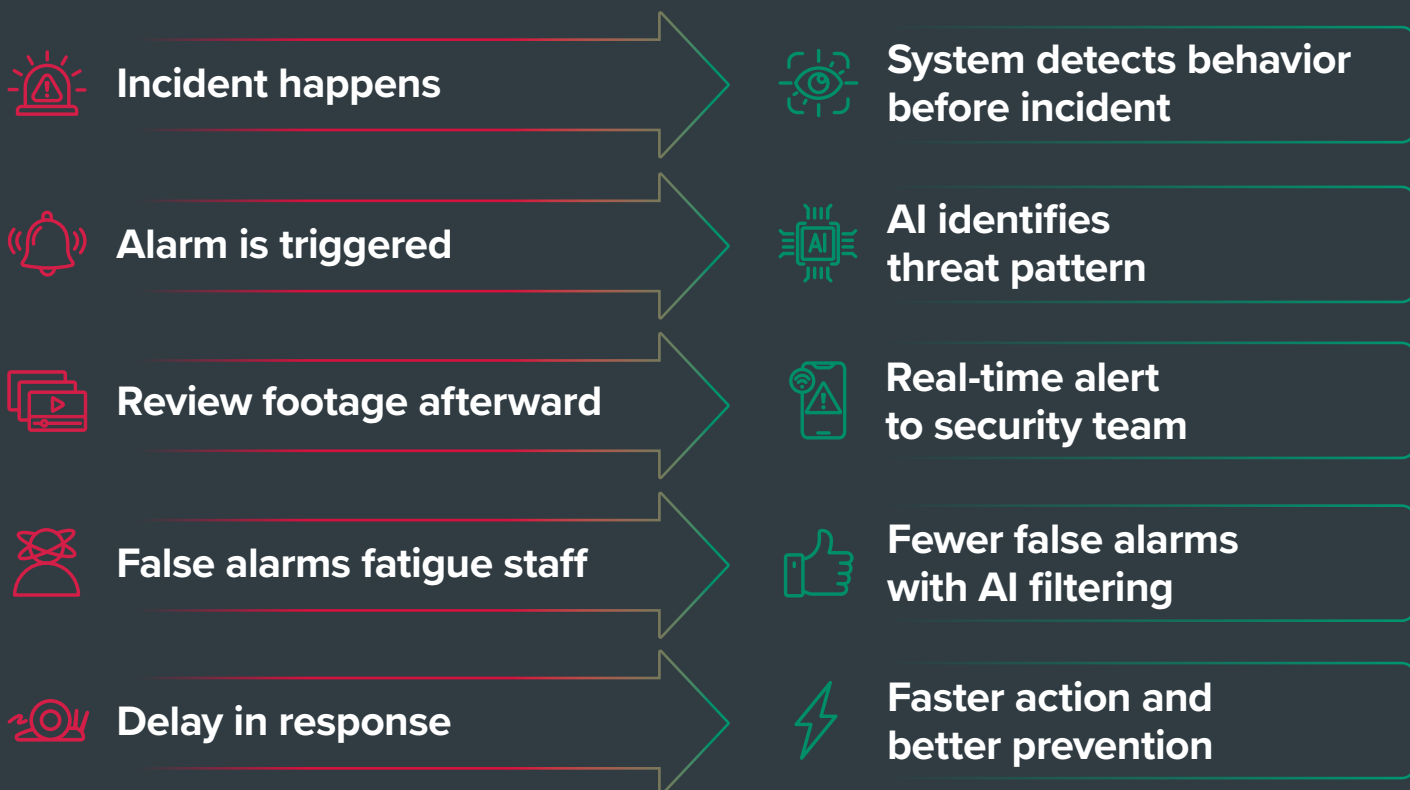 Incident happens
System detects behavior
before incident
Alarm is triggered
AI
AI identifies
threat pattern
Review footage afterward
Real-time alert
to security team
False alarms fatigue staff
Fewer false alarms
with AI filtering
Delay in response
Faster action and
better prevention